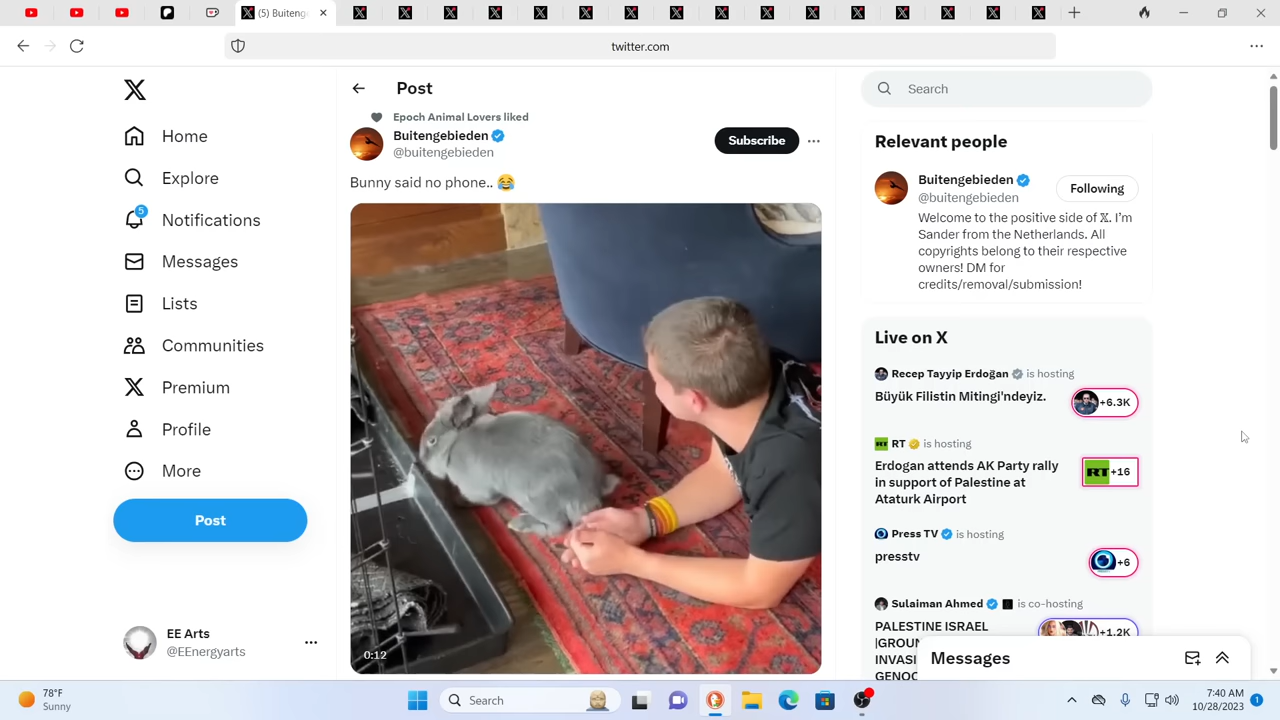 (5) Buitenge
twitter.com
Home
Explore
5
Notifications
Messages
Lists
Communities
Premium
Profile
More
Post
EE Arts
@EEnergyarts
Post
Epoch Animal Lovers liked
Buitengebieden
@buitengebieden
Subscribe
Bunny said no phone.. 😂
0:12
Search
Relevant people
Buitengebieden
@buitengebieden
Following
Welcome to the positive side of 𝕏. I'm
Sander from the Netherlands. All
copyrights belong to their respective
owners! DM for
credits/removal/submission!
Live on X
Recep Tayyip Erdoğan is hosting
Büyük Filistin Mitingi'ndeyiz.
+6.3K
RT is hosting
Erdogan attends AK Party rally
in support of Palestine at
Ataturk Airport
RT +16
Press TV is hosting
presstv
+6
Sulaiman Ahmed is co-hosting
PALESTINE ISRAEL
+1.2K
Messages
78°F
Sunny
Search
7:40 AM
10/28/2023
1